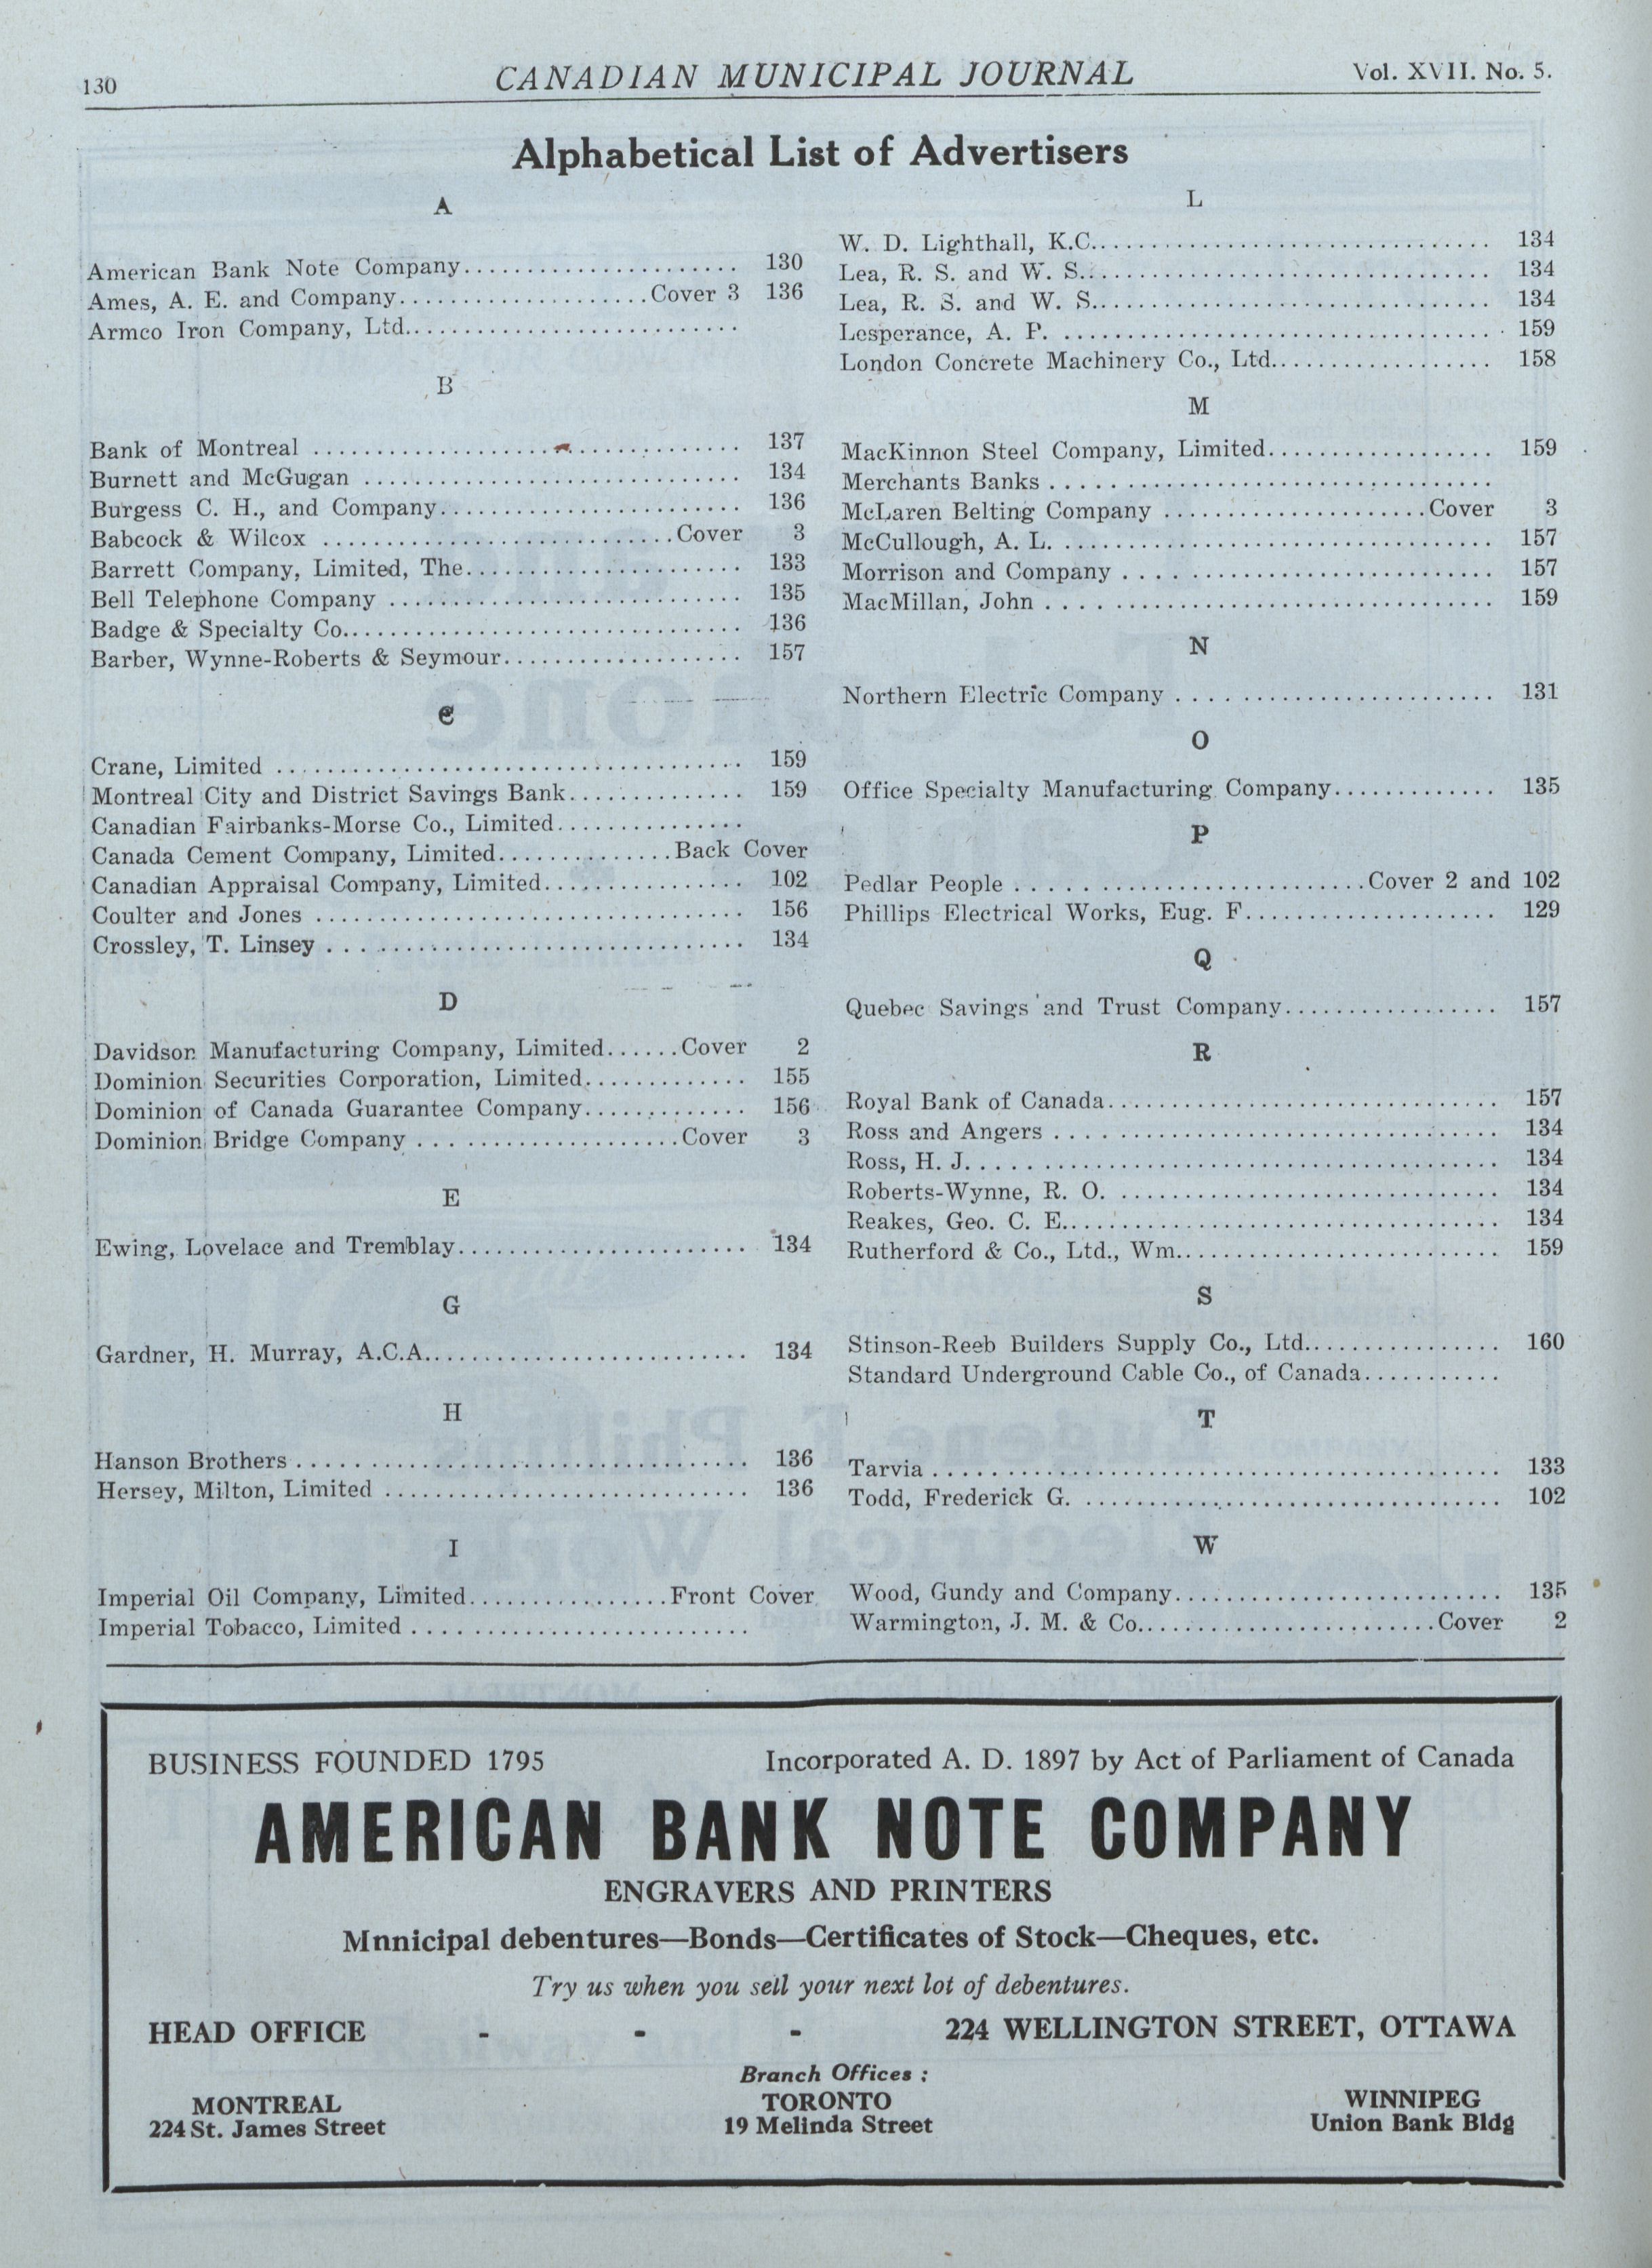 130
CANADIAN MUNICIPAL JOURNAL
Vol. XVII. No. 5.
Alphabetical List of Advertisers
A
American Bank Note Company...................... 130
Ames, A. E. and Company....................Cover 3 136
Armco Iron Company, Ltd...........................
B
Bank of Montreal .................................. 137
Burnett and McGugan .............................. 134
Burgess C. H., and Company........................ 136
Babcock & Wilcox ............................Cover 3
Barrett Company, Limited, The...................... 133
Bell Telephone Company ............................ 135
Badge & Specialty Co................................ 136
Barber, Wynne-Roberts & Seymour................... 157
C
Crane, Limited ..................................... 159
Montreal City and District Savings Bank.............. 159
Canadian Fairbanks-Morse Co., Limited...............
Canada Cement Company, Limited..............Back Cover
Canadian Appraisal Company, Limited................ 102
Coulter and Jones .................................. 156
Crossley, T. Linsey ................................. 134
D
Davidson Manufacturing Company, Limited......Cover 2
Dominion Securities Corporation, Limited............. 155
Dominion of Canada Guarantee Company............. 156
Dominion Bridge Company .....................Cover 3
E
Ewing, Lovelace and Tremblay....................... 134
G
Gardner, H. Murray, A.C.A.......................... 134
H
Hanson Brothers .................................... 136
Hersey, Milton, Limited ............................. 136
I
Imperial Oil Company, Limited................Front Cover
Imperial Tobacco, Limited ...........................
L
W. D. Lighthall, K.C................................ 134
Lea, R. S. and W. S................................. 134
Lea, R. S. and W. S................................. 134
Lesperance, A. P. ................................... 159
London Concrete Machinery Co., Ltd.................. 158
M
MacKinnon Steel Company, Limited.................. 159
Merchants Banks ....................................
McLaren Belting Company .....................Cover 3
McCullough, A. L. ................................... 157
Morrison and Company .............................. 157
MacMillan, John .................................... 159
N
Northern Electric Company .......................... 131
O
Office Specialty Manufacturing Company............. 135
P
Pedlar People ............................Cover 2 and 102
Phillips Electrical Works, Eug. F.................... 129
Q
Quebec Savings and Trust Company................. 157
R
Royal Bank of Canada............................... 157
Ross and Angers .................................... 134
Ross, H. J.......................................... 134
Roberts-Wynne, R. O. ............................... 134
Reakes, Geo. C. E................................... 134
Rutherford & Co., Ltd., Wm.......................... 159
S
Stinson-Reeb Builders Supply Co., Ltd................ 160
Standard Underground Cable Co., of Canada...........
T
Tarvia .............................................. 133
Todd, Frederick G. .................................. 102
W
Wood, Gundy and Company.......................... 135
Warmington, J. M. & Co........................Cover 2
BUSINESS FOUNDED 1795 Incorporated A. D. 1897 by Act of Parliament of Canada
AMERICAN BANK NOTE COMPANY
ENGRAVERS AND PRINTERS
Mnnicipal debentures—Bonds—Certificates of Stock—Cheques, etc.
Try us when you sell your next lot of debentures.
HEAD OFFICE - - - 224 WELLINGTON STREET, OTTAWA
Branch Offices ;
MONTREAL TORONTO WINNIPEG
224 St. James Street 19 Melinda Street Union Bank Bldg